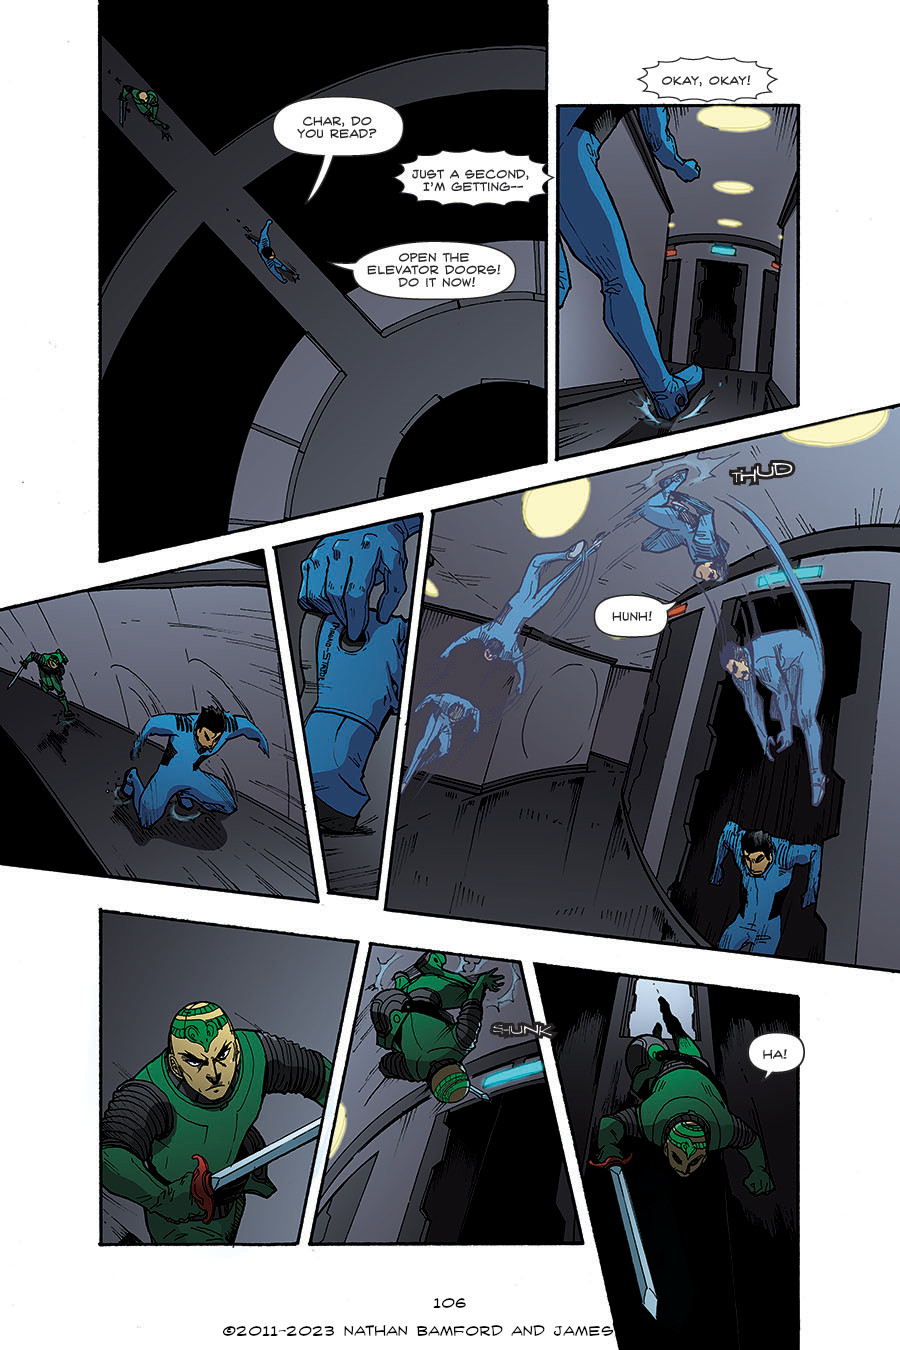 CHAR, DO
YOU READ?
JUST A SECOND,
I'M GETTING--
OPEN THE
ELEVATOR DOORS!
DO IT NOW!
OKAY, OKAY!
THUD
HUNH!
SHUNK
HA!
106
©2011-2023 NATHAN BAMFORD AND JAMES